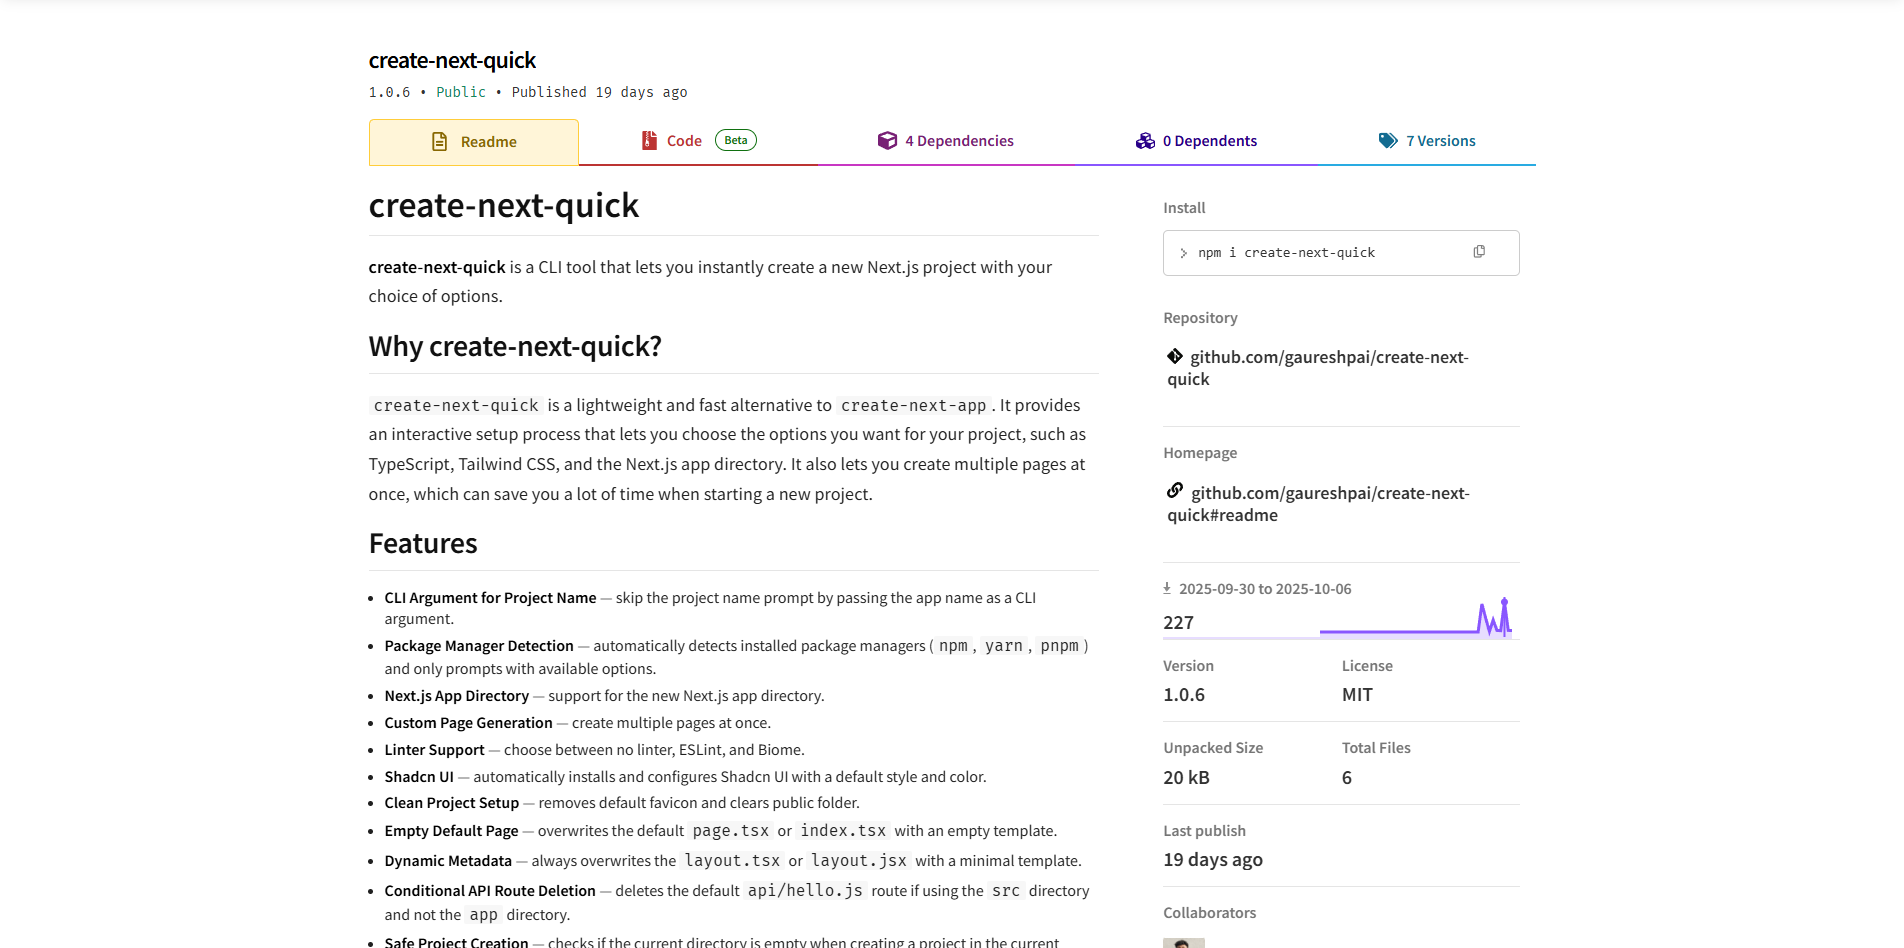 create-next-quick
1.0.6 • Public • Published 19 days ago
Readme
Code Beta
4 Dependencies
0 Dependents
7 Versions
create-next-quick
create-next-quick is a CLI tool that lets you instantly create a new Next.js project with your
choice of options.
Why create-next-quick?
create-next-quick is a lightweight and fast alternative to create-next-app. It provides
an interactive setup process that lets you choose the options you want for your project, such as
TypeScript, Tailwind CSS, and the Next.js app directory. It also lets you create multiple pages at
once, which can save you a lot of time when starting a new project.
Features
• CLI Argument for Project Name — skip the project name prompt by passing the app name as a CLI
argument.
• Package Manager Detection — automatically detects installed package managers (npm, yarn, pnpm)
and only prompts with available options.
• Next.js App Directory — support for the new Next.js app directory.
• Custom Page Generation — create multiple pages at once.
• Linter Support — choose between no linter, ESLint, and Biome.
• Shadcn UI — automatically installs and configures Shadcn UI with a default style and color.
• Clean Project Setup — removes default favicon and clears public folder.
• Empty Default Page — overwrites the default page.tsx or index.tsx with an empty template.
• Dynamic Metadata — always overwrites the layout.tsx or layout.jsx with a minimal template.
• Conditional API Route Deletion — deletes the default api/hello.js route if using the src directory
and not the app directory.
• Safe Project Creation — checks if the current directory is empty when creating a project in the current
Install
> npm i create-next-quick
Repository
github.com/gaureshpai/create-next-
quick
Homepage
github.com/gaureshpai/create-next-
quick#readme
2025-09-30 to 2025-10-06
227
Version
License
1.0.6
MIT
Unpacked Size
Total Files
20 kB
6
Last publish
19 days ago
Collaborators